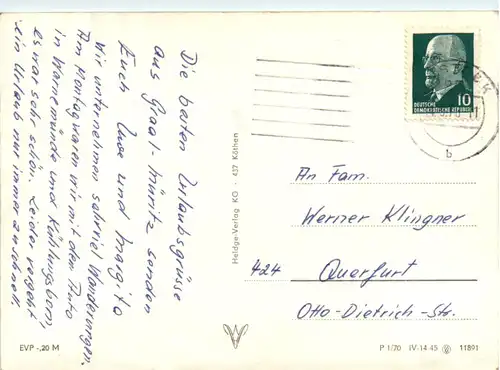 Die besten Urlaubsgrüsse
aus Graal-Müritz senden
Euch Uwe und Margitta
Wir unternehmen sehr viel Wanderungen.
Am Montag waren wir mit den Auto
in Warnemünde und Kühlungsborn,
es war sehr schön. Leider vergeht
ein Urlaub nur immer zu schnell.
EVP -,20 M
Heldge-Verlag KG · 437 Köthen
10
DEUTSCHE
DEMOKRATISCHE REPUBLIK
b
An Fam.
Werner Klingner
424 Querfurt
Otto-Dietrich-Str.
P 1/70 IV-14-45 11891